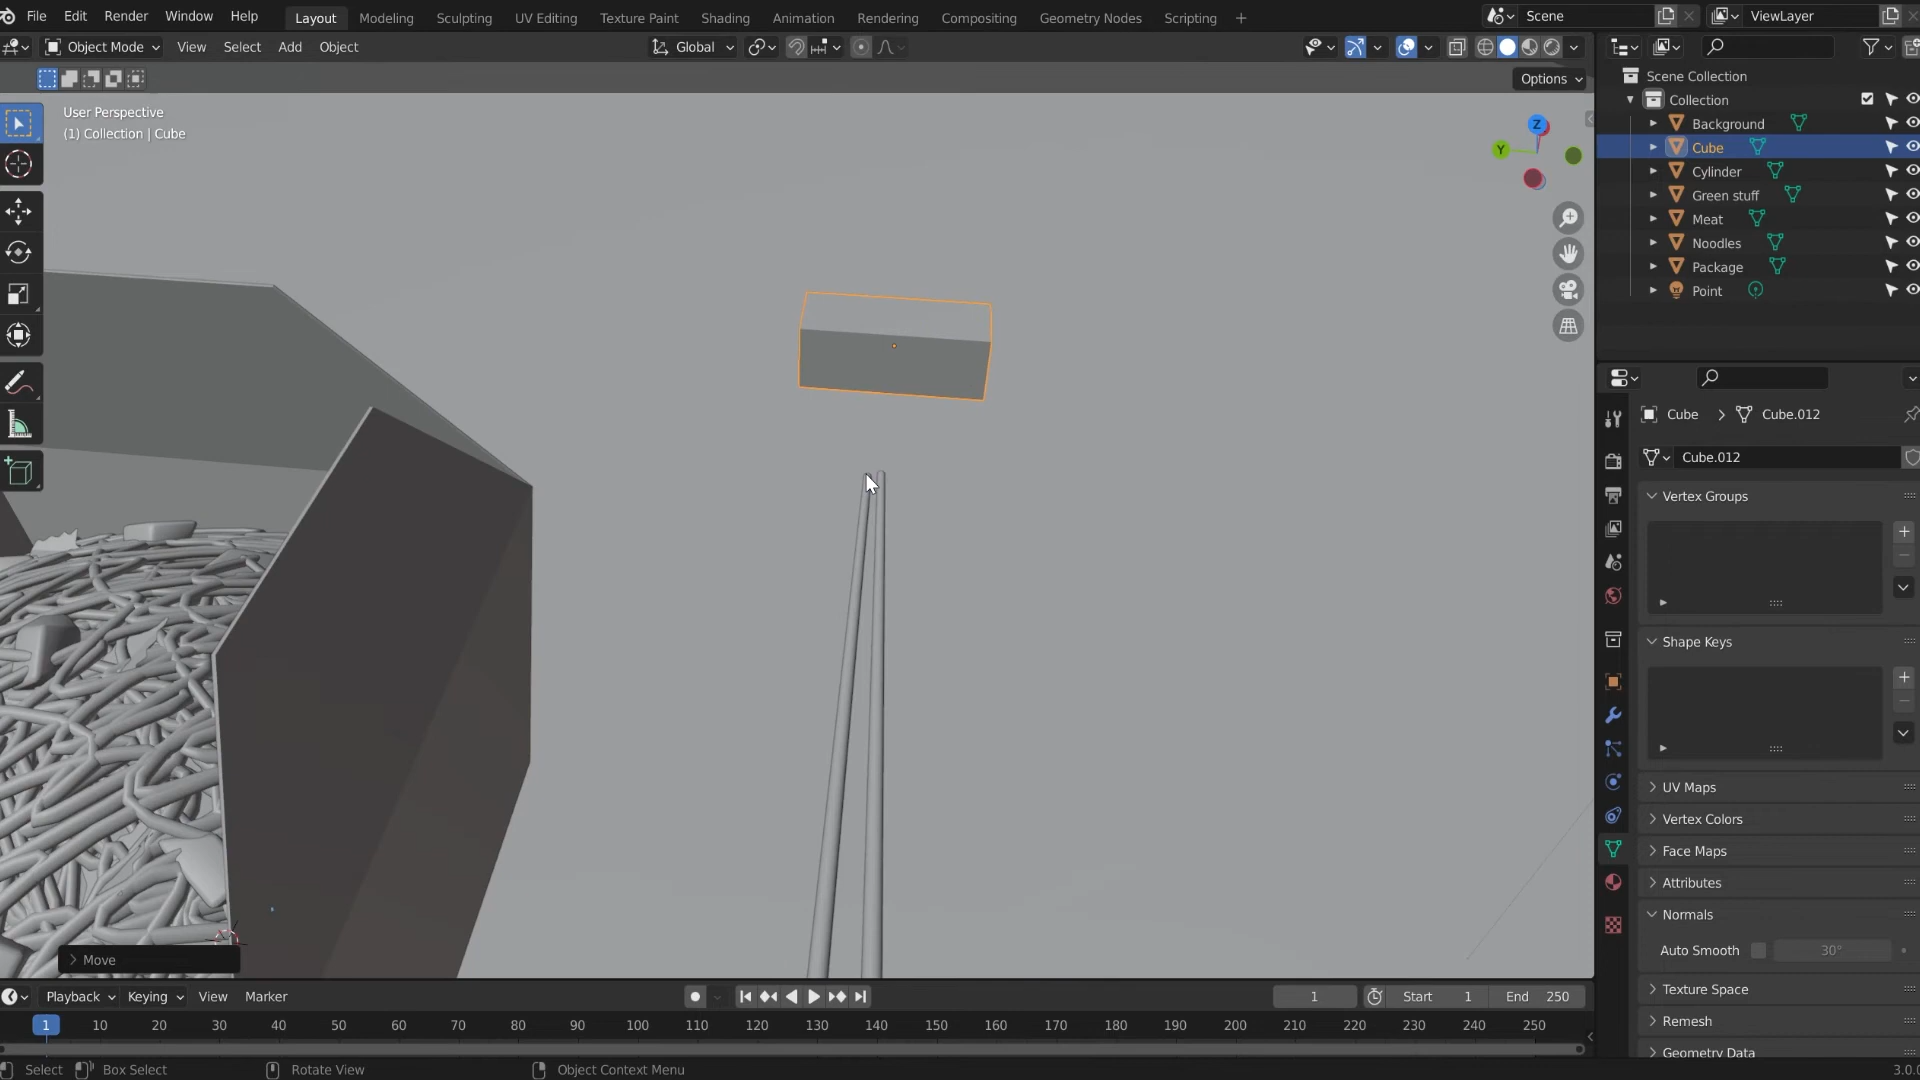 File Edit Render Window Help Layout Modeling Sculpting UV Editing Texture Paint Shading Animation Rendering Compositing Geometry Nodes Scripting + Scene ViewLayer
Object Mode View Select Add Object Global
Options
User Perspective
(1) Collection | Cube
Z
Y
Scene Collection
Collection
Background
Cube
Cylinder
Green stuff
Meat
Noodles
Package
Point
Cube > Cube.012
Cube.012
Vertex Groups
Shape Keys
UV Maps
Vertex Colors
Face Maps
Attributes
Normals
Auto Smooth 30°
Texture Space
Remesh
Geometry Data
> Move
Playback Keying View Marker 1 Start 1 End 250
1 10 20 30 40 50 60 70 80 90 100 110 120 130 140 150 160 170 180 190 200 210 220 230 240 250
Select Box Select Rotate View Object Context Menu